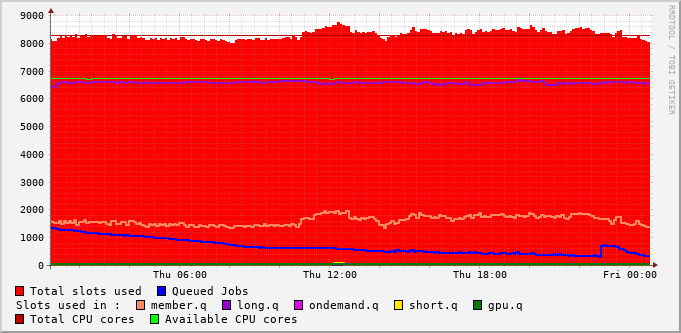 RRDTOOL / TOBI OETIKER
9000
8000
7000
6000
5000
4000
3000
2000
1000
0
Thu 06:00 Thu 12:00 Thu 18:00 Fri 00:00
Total slots used Queued Jobs
Slots used in : member.q long.q ondemand.q short.q gpu.q
Total CPU cores Available CPU cores